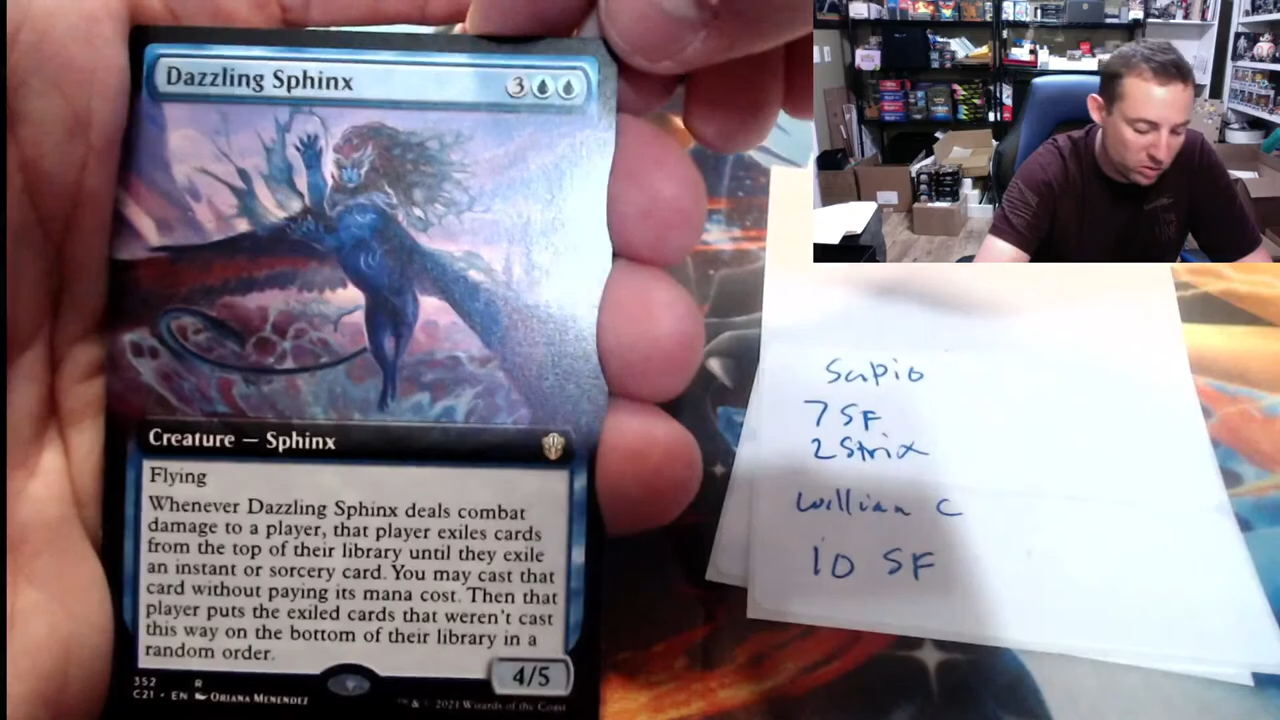 Dazzling Sphinx 3
Creature — Sphinx
Flying
Whenever Dazzling Sphinx deals combat
damage to a player, that player exiles cards
from the top of their library until they exile
an instant or sorcery card. You may cast that
card without paying its mana cost. Then that
player puts the exiled cards that weren't cast
this way on the bottom of their library in a
random order.
4/5
352 R
C21 • EN Oriana Menendez
™ & © 2021 Wizards of the Coast
Sapio
7 SF
2 Strix
William C
10 SF